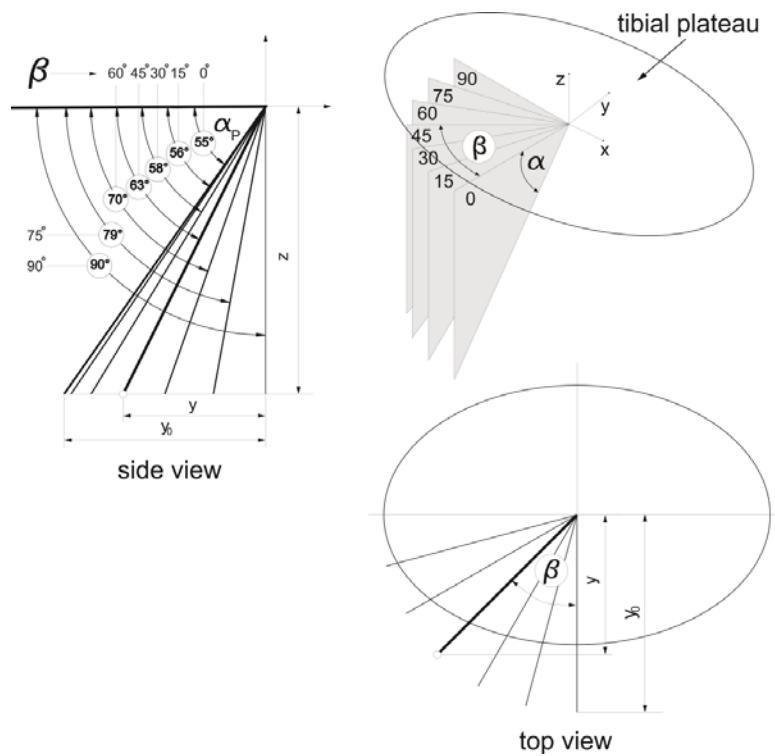 tibial plateau
β 60° 45° 30° 15° 0°
αP
55°
56°
58°
63°
70°
75° 79°
90° 90°
z
y
y₀
side view
90
75
60
45
30
15
0
β
α
z
y
x
β
y
y₀
top view